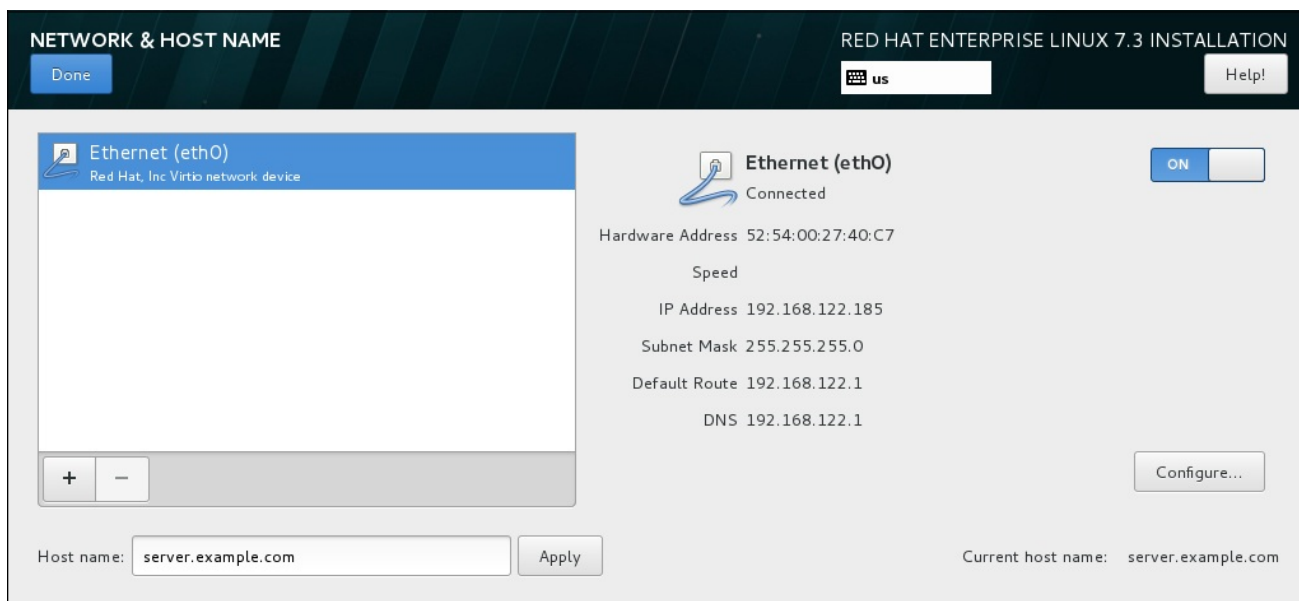 NETWORK & HOST NAME
RED HAT ENTERPRISE LINUX 7.3 INSTALLATION
Done
us
Help!
Ethernet (eth0)
Red Hat, Inc Virtio network device
Ethernet (eth0)
Connected
ON
Hardware Address 52:54:00:27:40:C7
Speed
IP Address 192.168.122.185
Subnet Mask 255.255.255.0
Default Route 192.168.122.1
DNS 192.168.122.1
+ −
Configure...
Host name: server.example.com Apply
Current host name: server.example.com